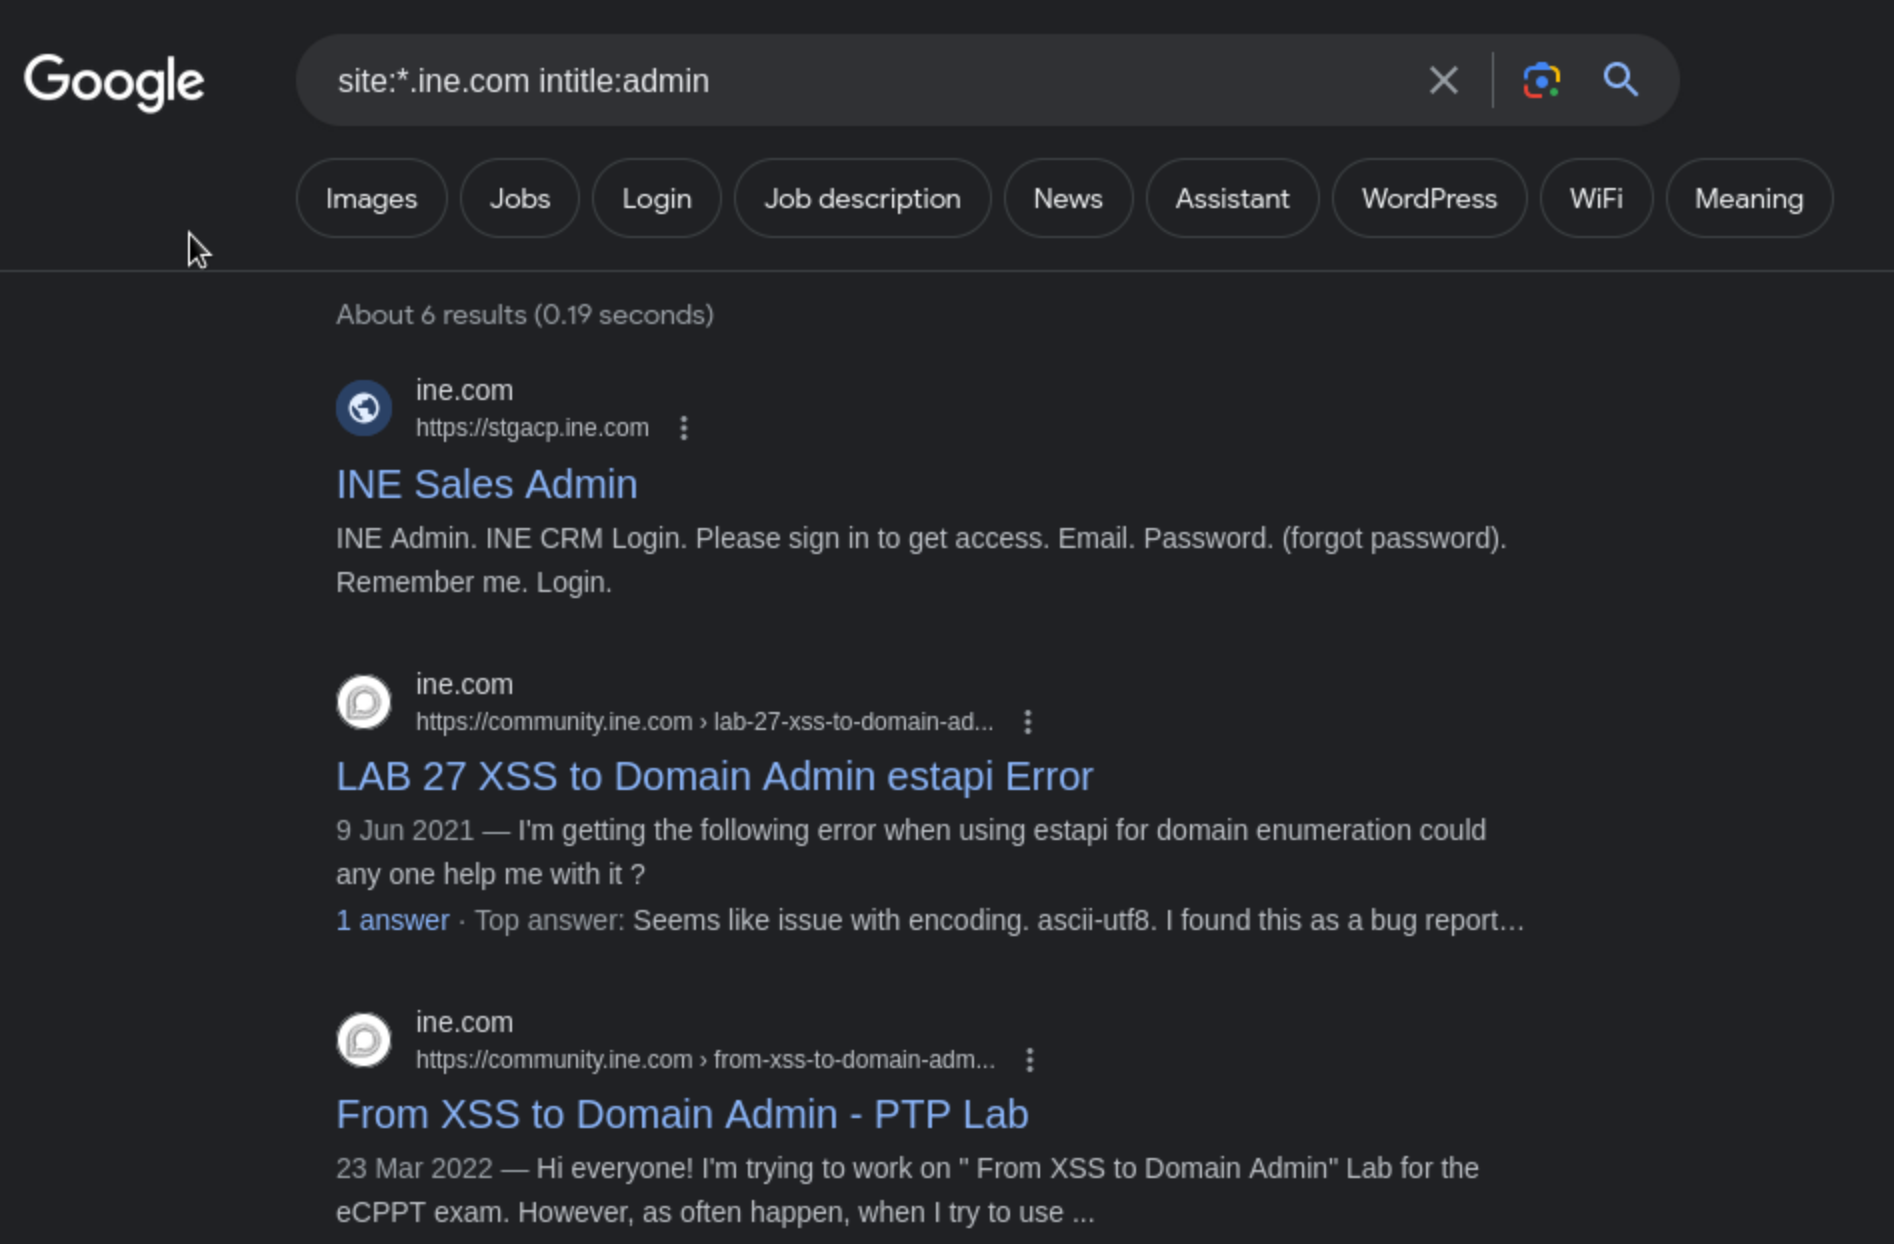 Google
site:*.ine.com intitle:admin
Images Jobs Login Job description News Assistant WordPress WiFi Meaning
About 6 results (0.19 seconds)
ine.com
https://stgacp.ine.com
INE Sales Admin
INE Admin. INE CRM Login. Please sign in to get access. Email. Password. (forgot password).
Remember me. Login.
ine.com
https://community.ine.com › lab-27-xss-to-domain-ad...
LAB 27 XSS to Domain Admin estapi Error
9 Jun 2021 — I'm getting the following error when using estapi for domain enumeration could
any one help me with it ?
1 answer · Top answer: Seems like issue with encoding. ascii-utf8. I found this as a bug report...
ine.com
https://community.ine.com › from-xss-to-domain-adm...
From XSS to Domain Admin - PTP Lab
23 Mar 2022 — Hi everyone! I'm trying to work on " From XSS to Domain Admin" Lab for the
eCPPT exam. However, as often happen, when I try to use ...